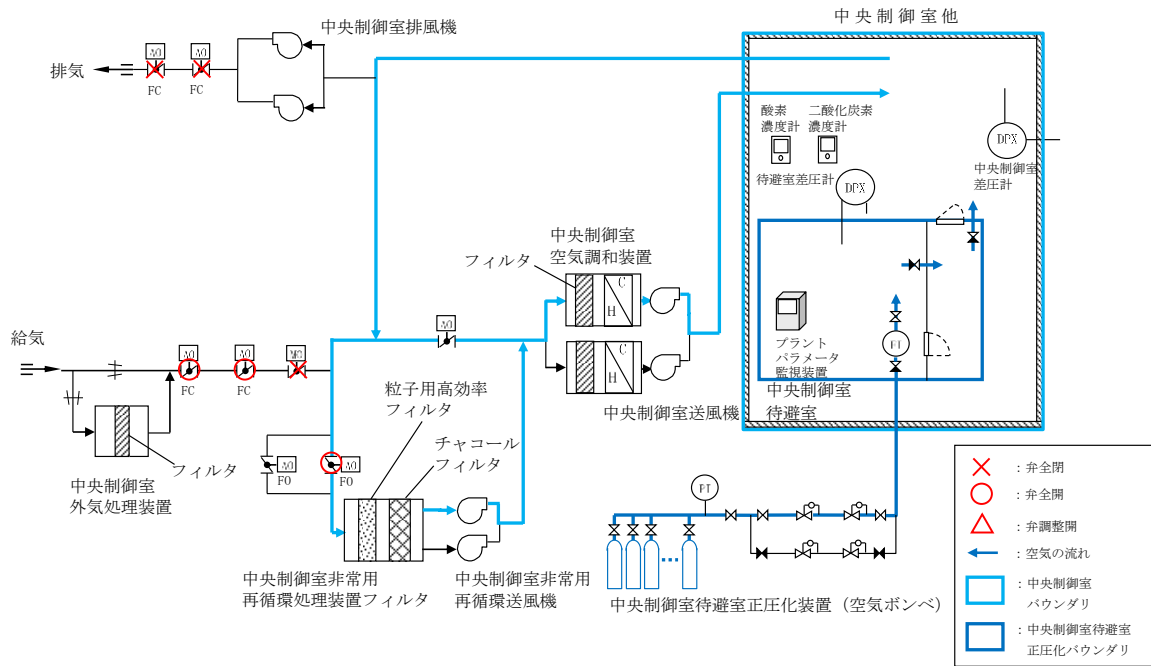 中央制御室他
中央制御室排風機
AO
AO
排気
FC
FC
酸素
濃度計
二酸化炭素
濃度計
DPX
中央制御室
差圧計
待避室差圧計
DPX
中央制御室
空気調和装置
フィルタ
C
H
AO
給気
AO
AO
MO
FC
FC
C
H
プラント
パラメータ
監視装置
FI
中央制御室
待避室
中央制御室送風機
粒子用高効率
フィルタ
チャコール
フィルタ
フィルタ
AO
FO
AO
FO
中央制御室
外気処理装置
PT
中央制御室非常用
再循環処理装置フィルタ
中央制御室非常用
再循環送風機
中央制御室待避室正圧化装置（空気ボンベ）
：弁全閉
：弁全開
：弁調整開
：空気の流れ
：中央制御室
バウンダリ
：中央制御室待避室
正圧化バウンダリ